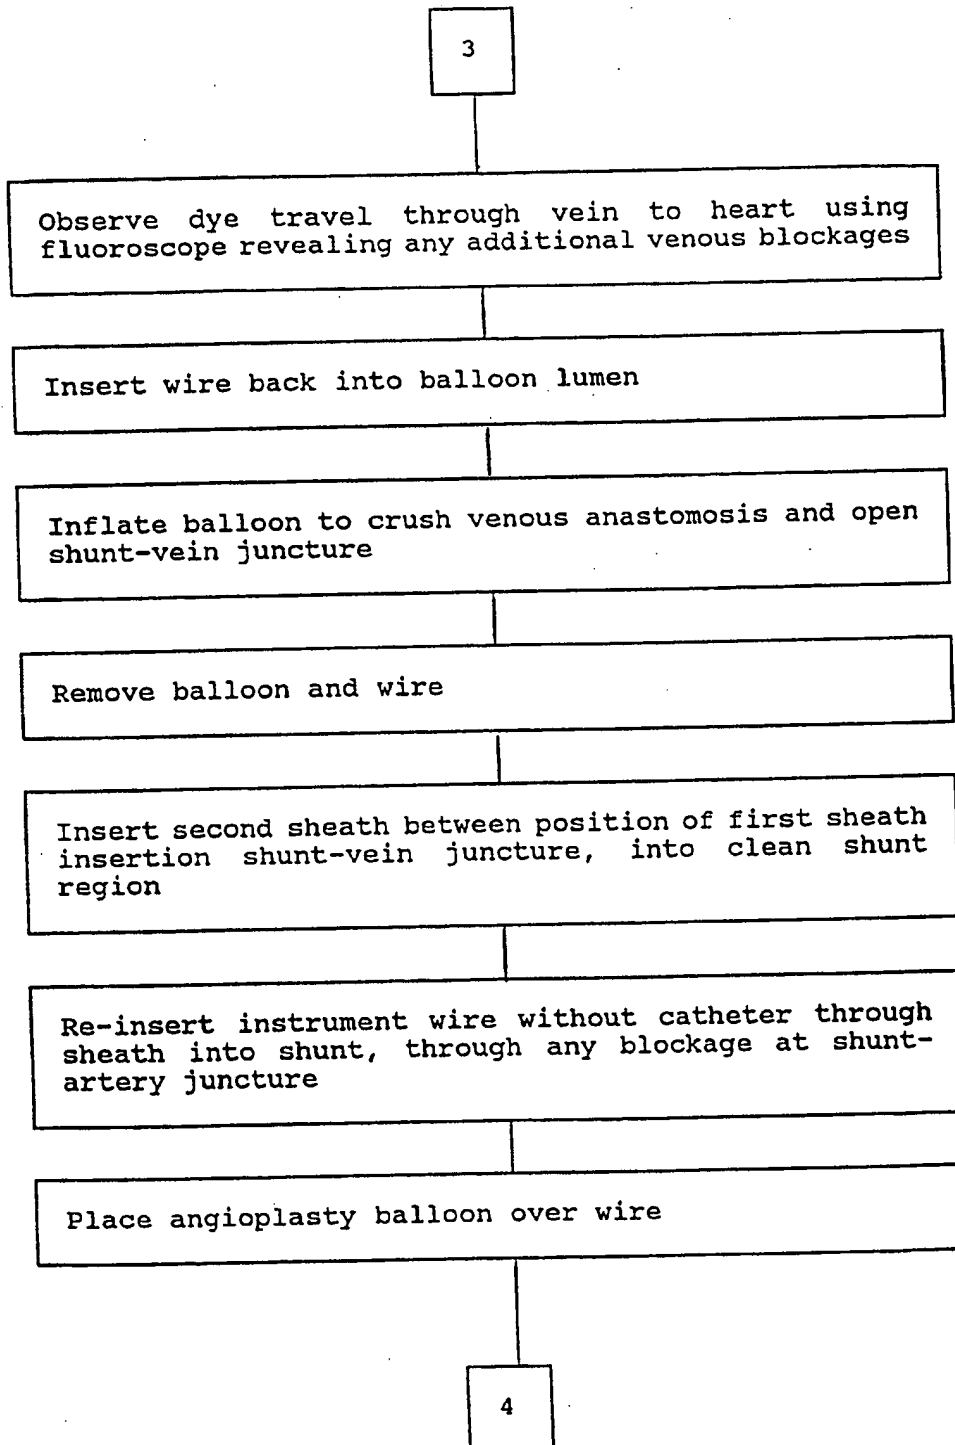 3
Observe dye travel through vein to heart using
fluoroscope revealing any additional venous blockages
Insert wire back into balloon lumen
Inflate balloon to crush venous anastomosis and open
shunt-vein juncture
Remove balloon and wire
Insert second sheath between position of first sheath
insertion shunt-vein juncture, into clean shunt
region
Re-insert instrument wire without catheter through
sheath into shunt, through any blockage at shunt-
artery juncture
Place angioplasty balloon over wire
4